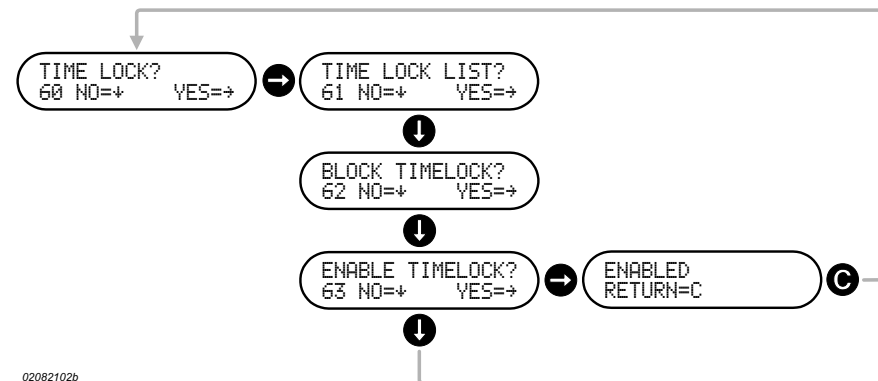 TIME LOCK?
60 NO=↓ YES=→
TIME LOCK LIST?
61 NO=↓ YES=→
BLOCK TIMELOCK?
62 NO=↓ YES=→
ENABLE TIMELOCK?
63 NO=↓ YES=→
ENABLED
RETURN=C
C
02082102b